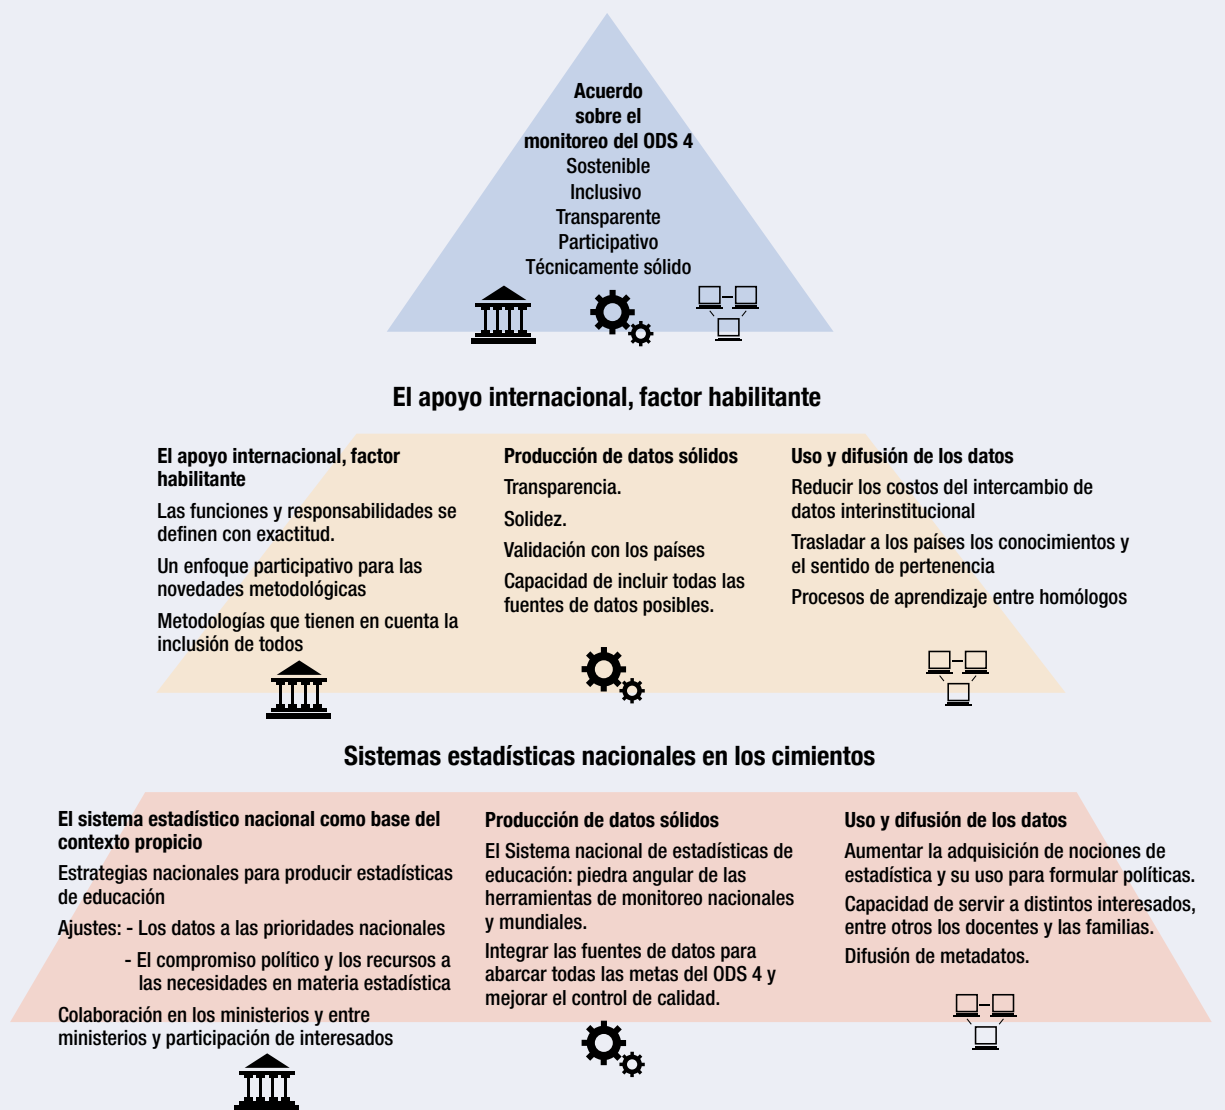 Acuerdo
sobre el
monitoreo del ODS 4
Sostenible
Inclusivo
Transparente
Participativo
Técnicamente sólido
El apoyo internacional, factor habilitante
El apoyo internacional, factor
habilitante
Las funciones y responsabilidades se
definen con exactitud.
Un enfoque participativo para las
novedades metodológicas
Metodologías que tienen en cuenta la
inclusión de todos
Producción de datos sólidos
Transparencia.
Solidez.
Validación con los países
Capacidad de incluir todas las
fuentes de datos posibles.
Uso y difusión de los datos
Reducir los costos del intercambio de
datos interinstitucional
Trasladar a los países los conocimientos y
el sentido de pertenencia
Procesos de aprendizaje entre homólogos
Sistemas estadísticas nacionales en los cimientos
El sistema estadístico nacional como base del
contexto propicio
Estrategias nacionales para producir estadísticas
de educación
Ajustes: - Los datos a las prioridades nacionales
- El compromiso político y los recursos a
las necesidades en materia estadística
Colaboración en los ministerios y entre
ministerios y participación de interesados
Producción de datos sólidos
El Sistema nacional de estadísticas de
educación: piedra angular de las
herramientas de monitoreo nacionales
y mundiales.
Integrar las fuentes de datos para
abarcar todas las metas del ODS 4 y
mejorar el control de calidad.
Uso y difusión de los datos
Aumentar la adquisición de nociones de
estadística y su uso para formular políticas.
Capacidad de servir a distintos interesados,
entre otros los docentes y las familias.
Difusión de metadatos.